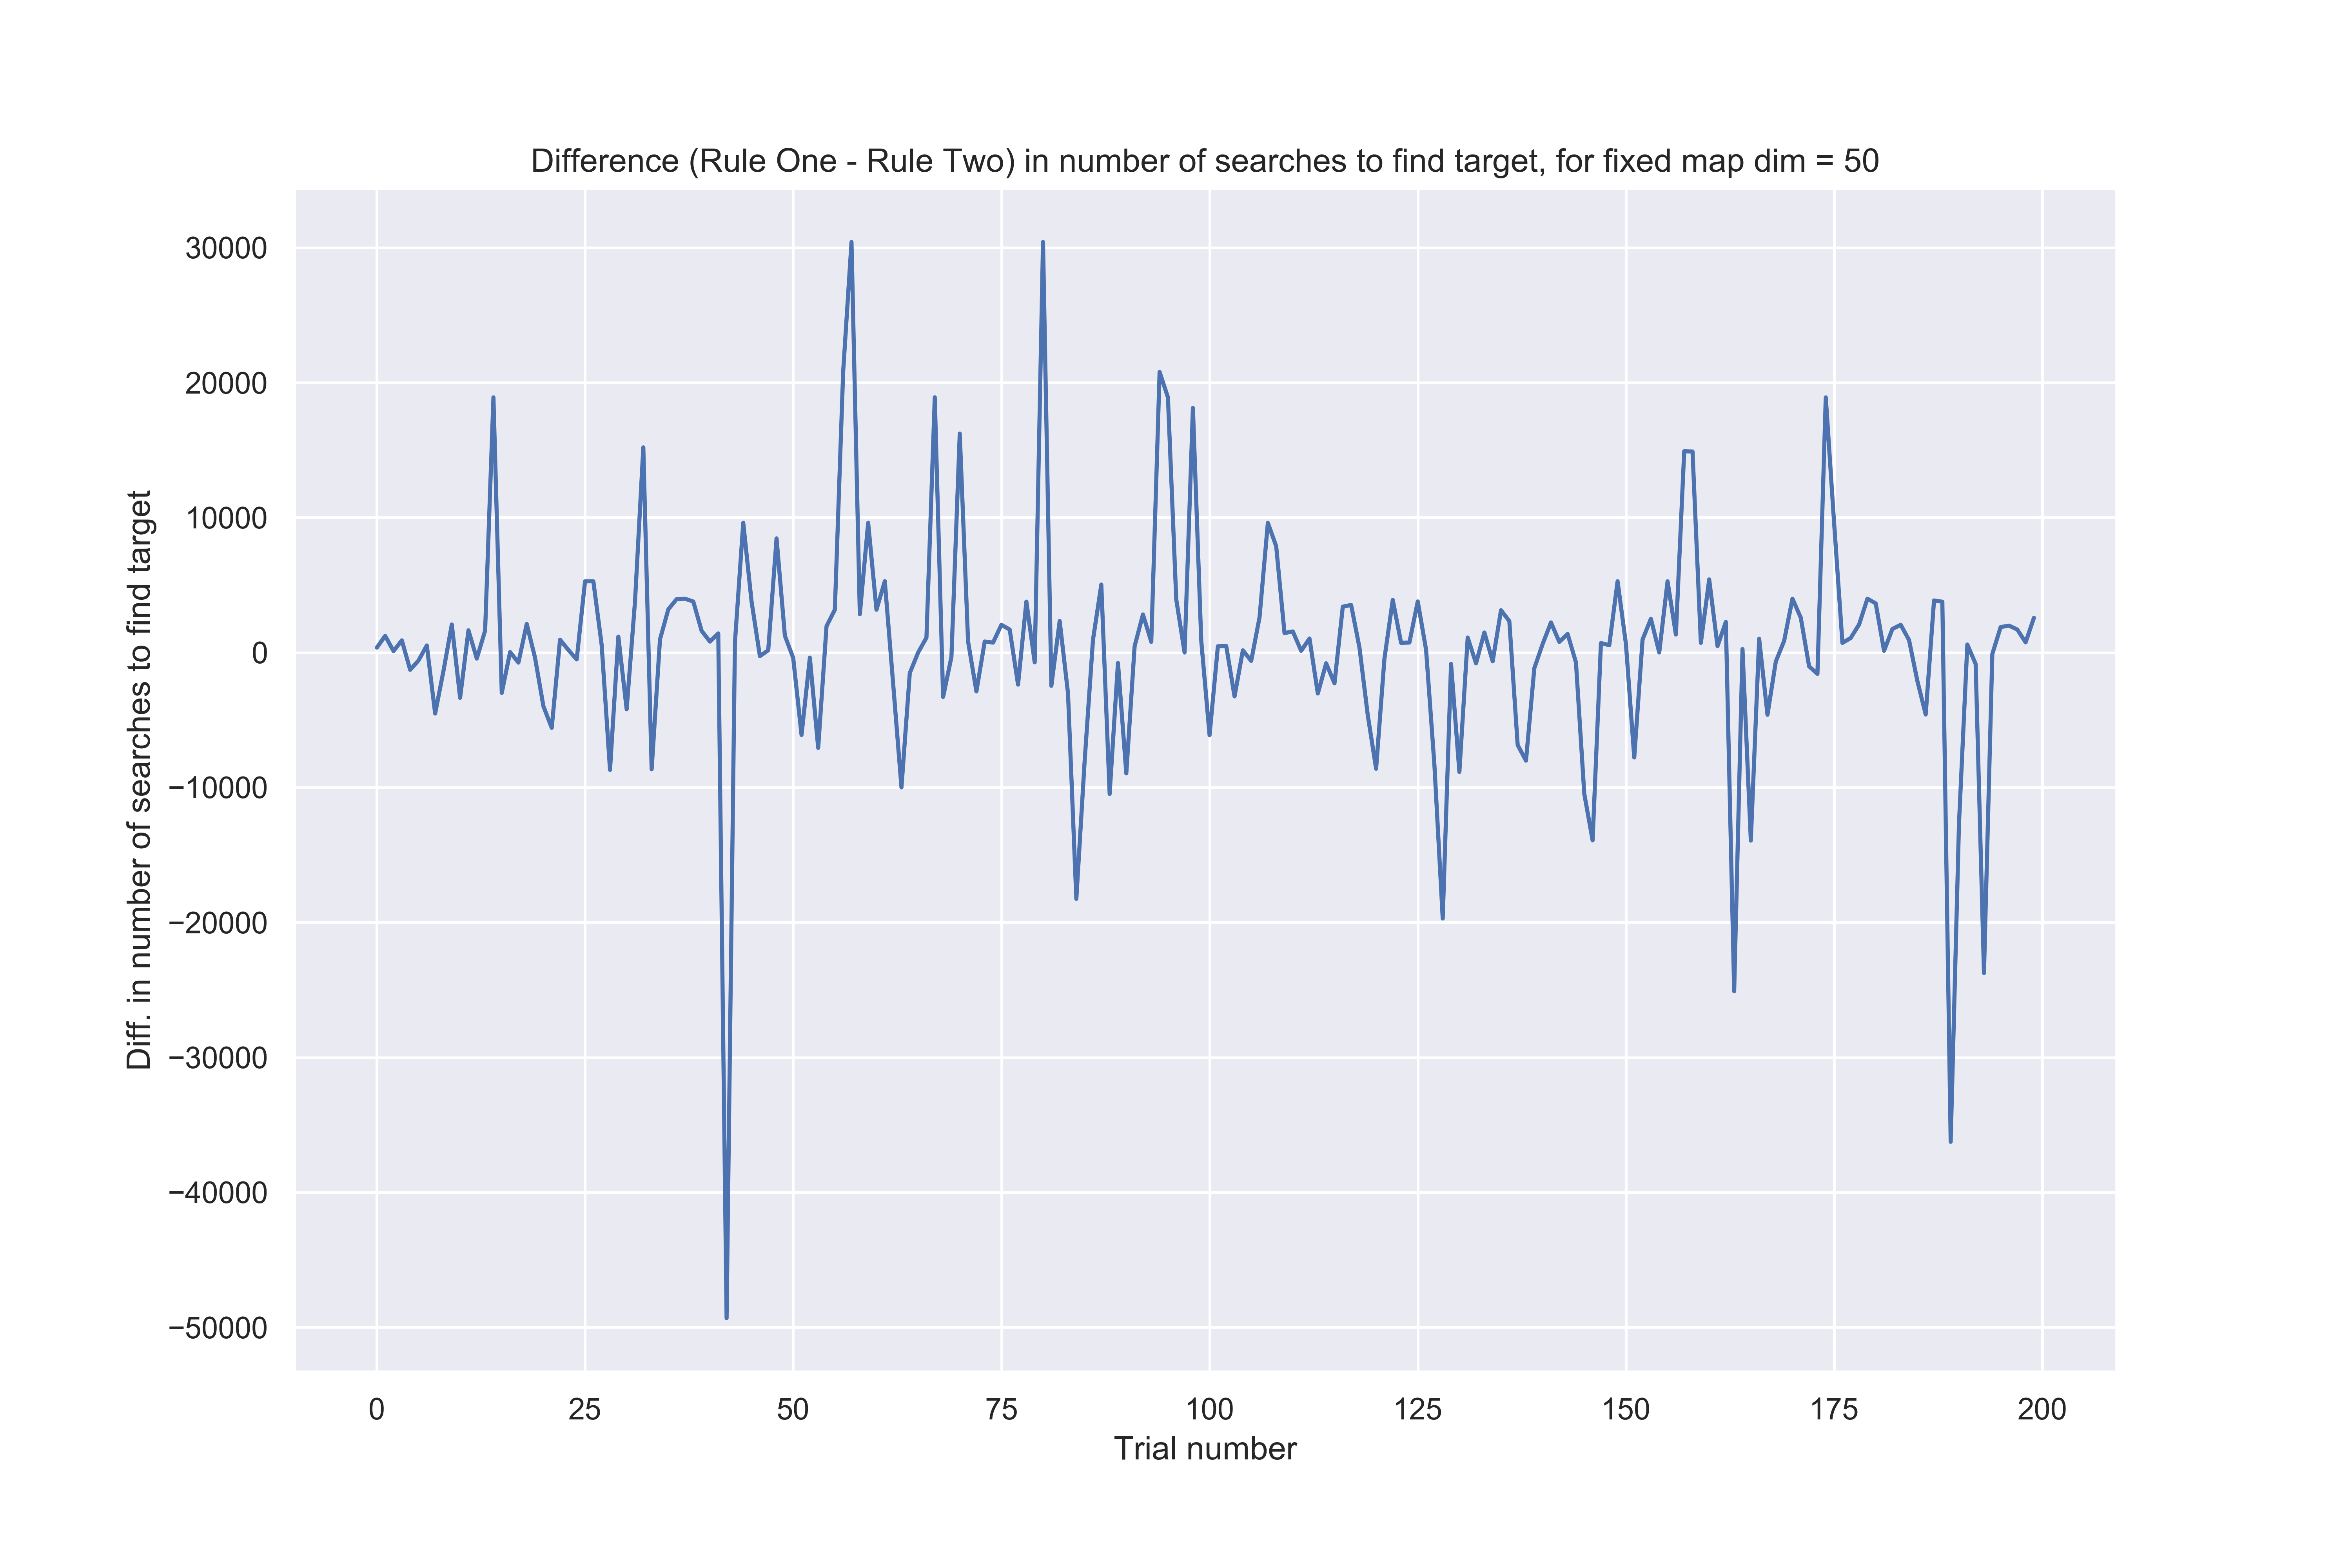 Difference (Rule One - Rule Two) in number of searches to find target, for fixed map dim = 50
30000
20000
10000
0
−10000
−20000
−30000
−40000
−50000
Diff. in number of searches to find target
0 25 50 75 100 125 150 175 200
Trial number